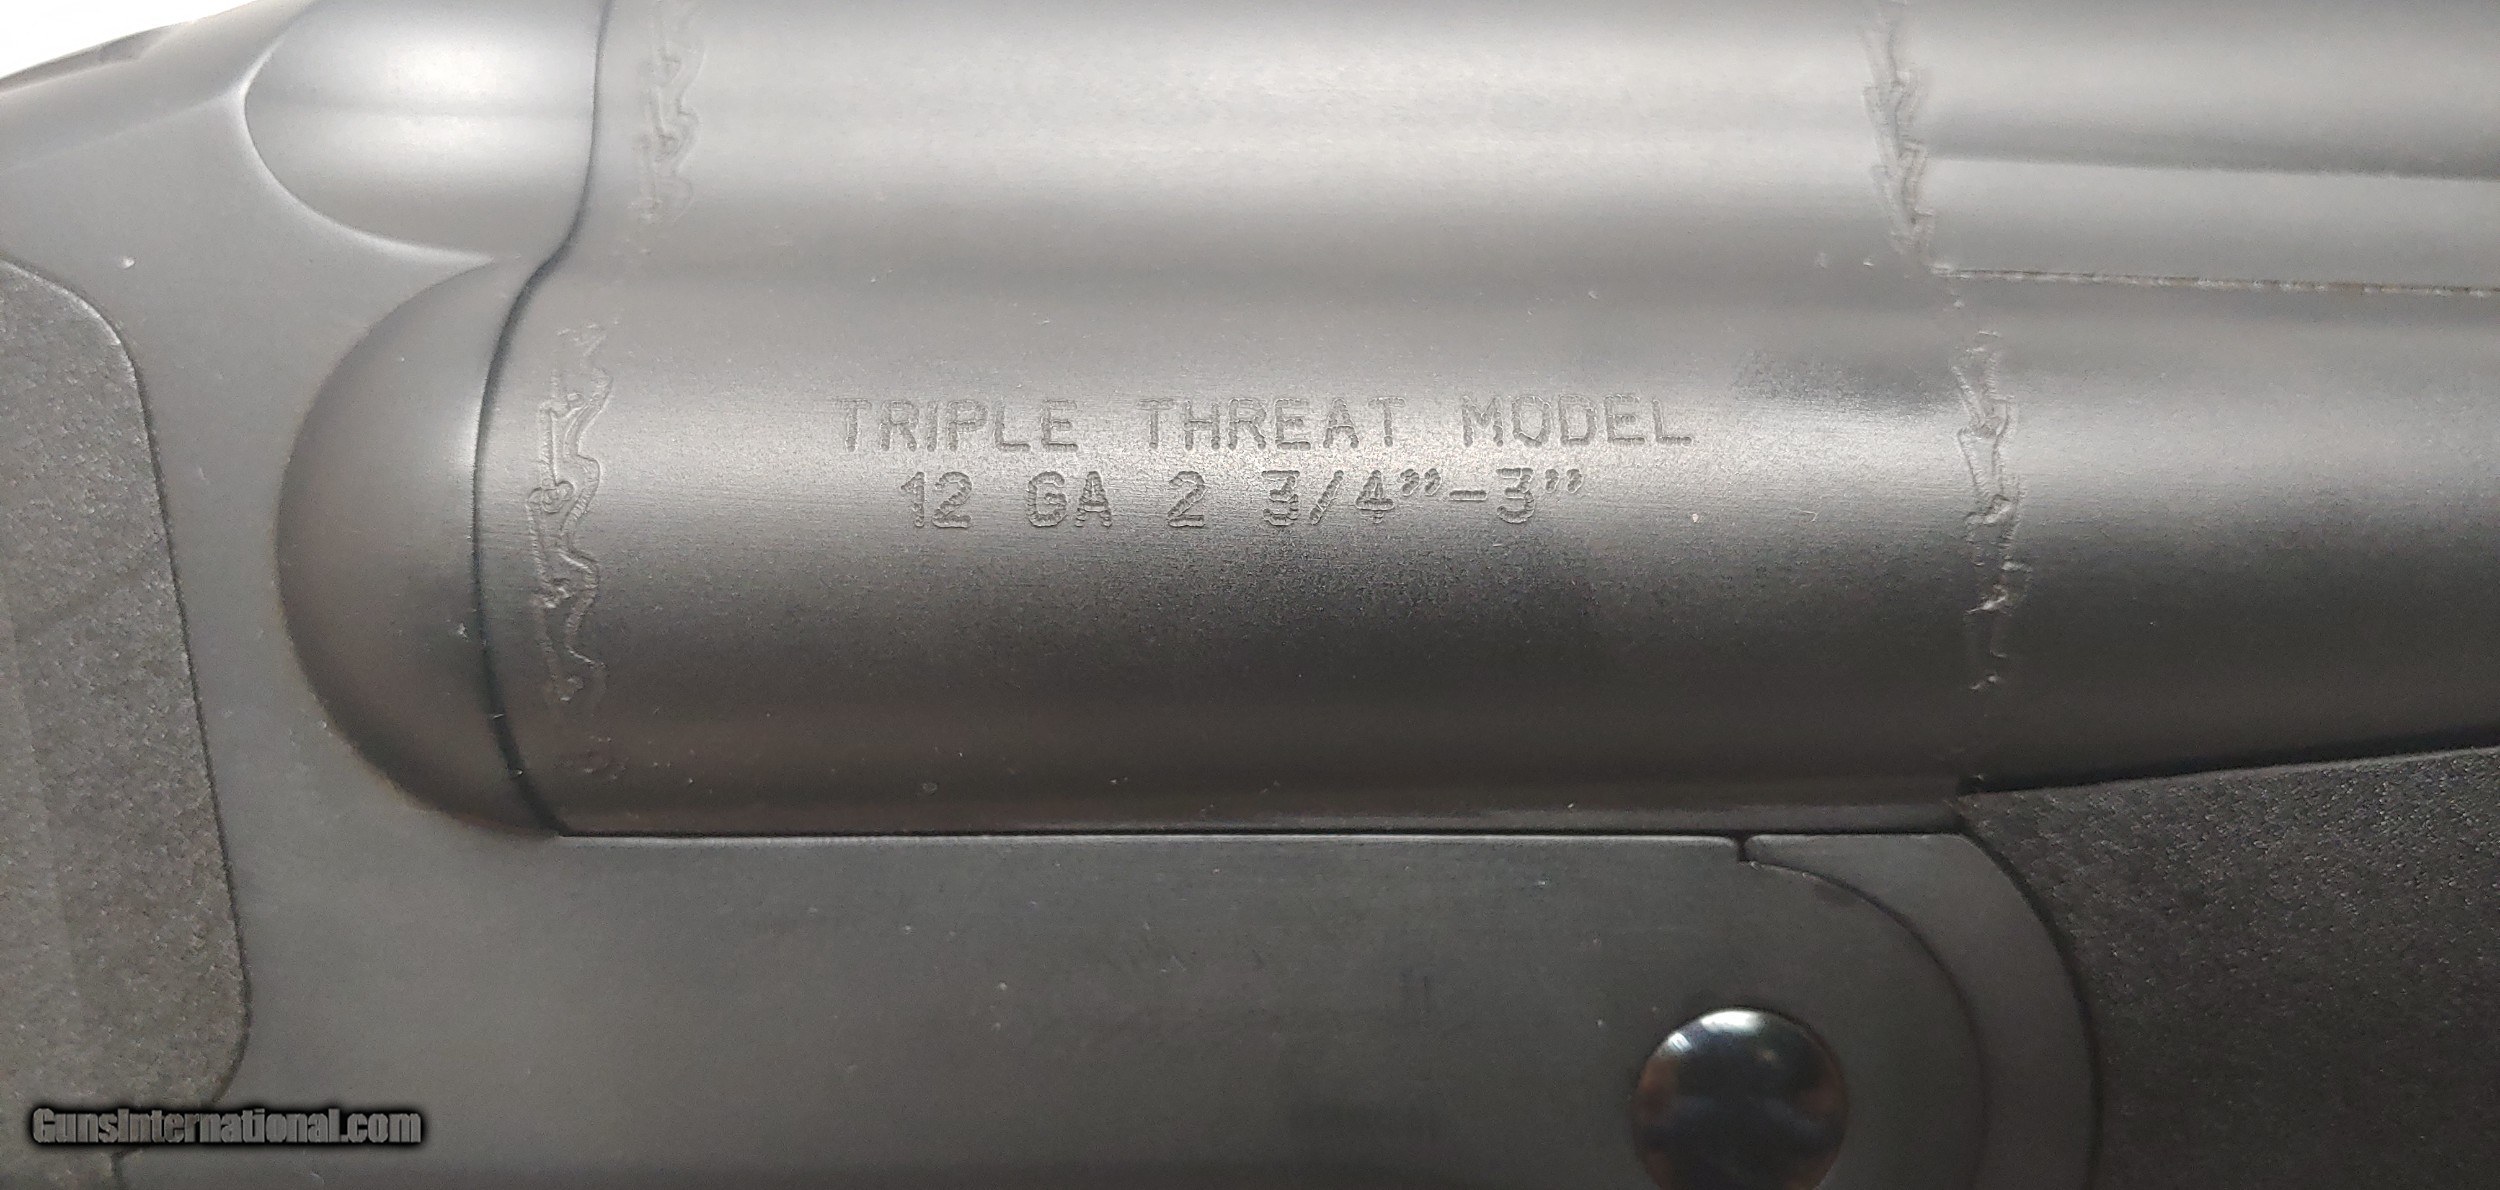 TRIPLE THREAT MODEL
12 GA 2 3/4”-3”
GunsInternational.com